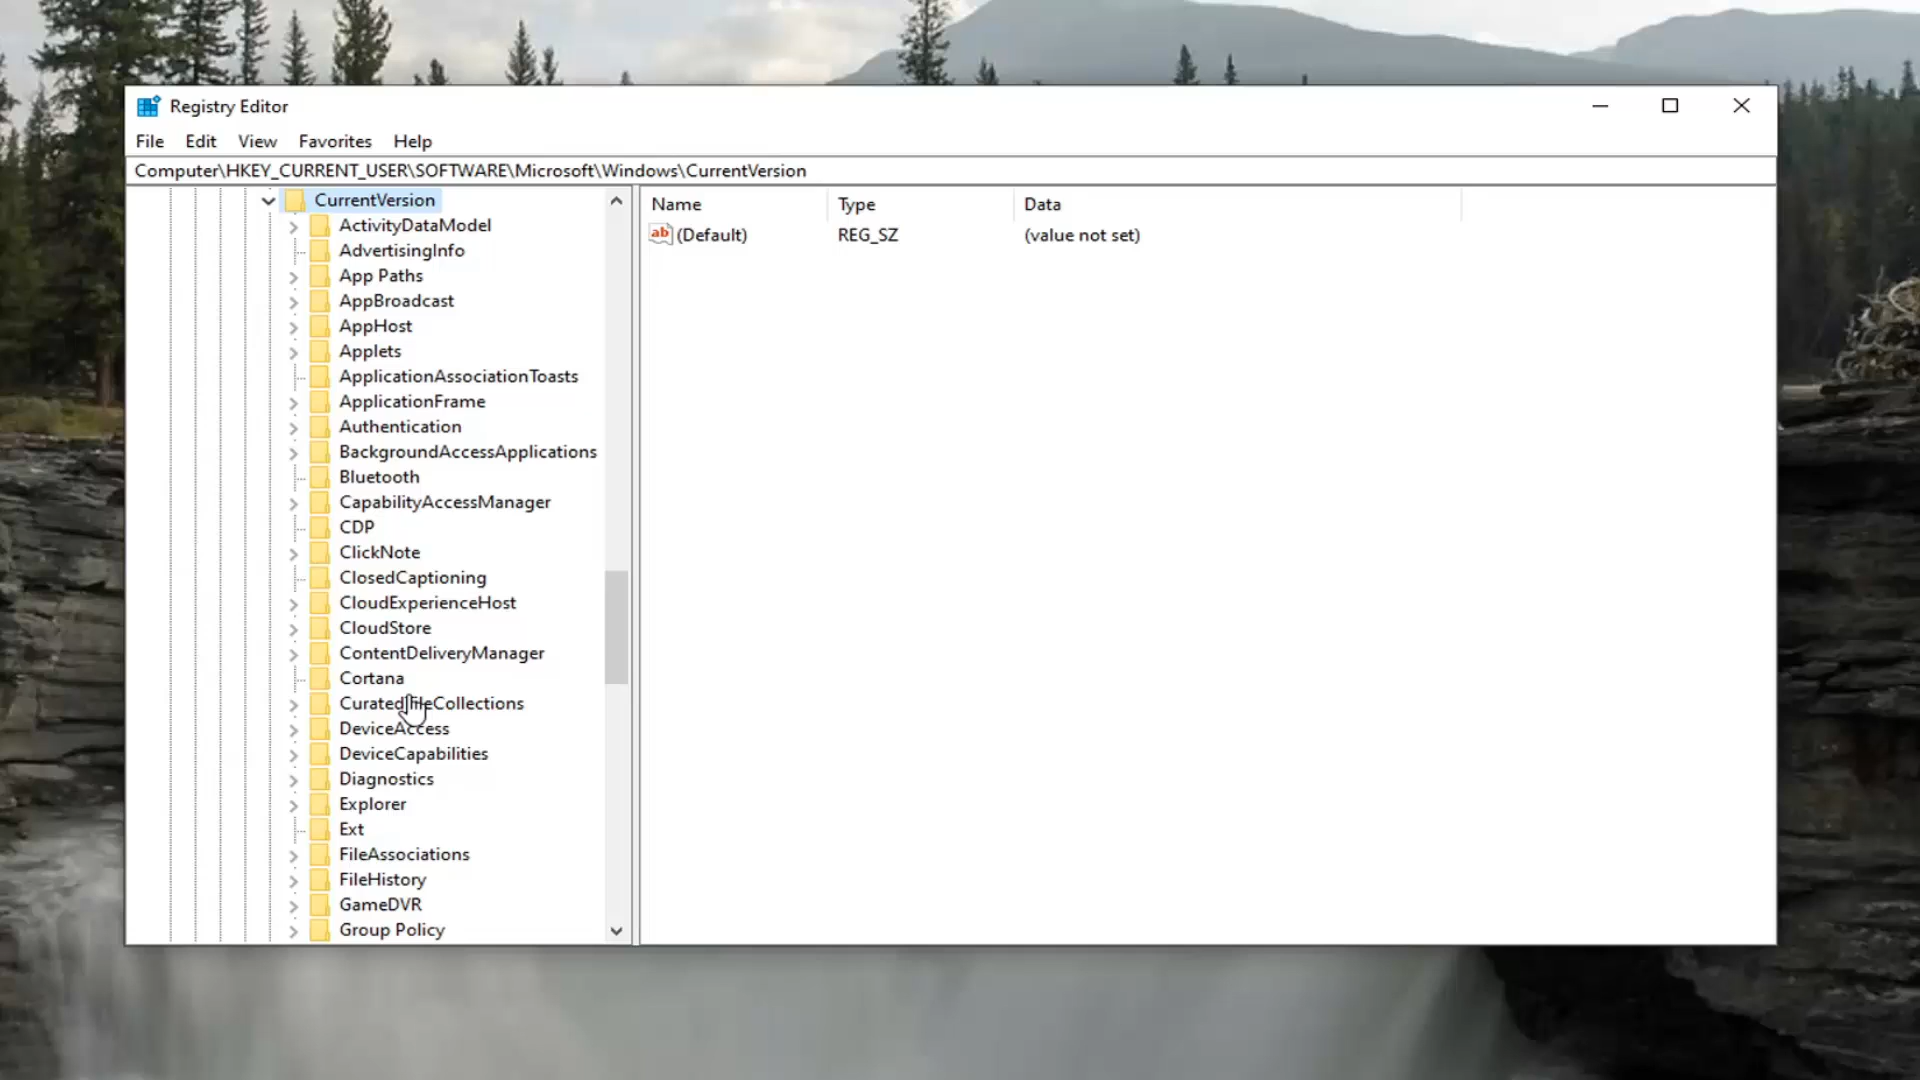 Registry Editor
File Edit View Favorites Help
Computer\HKEY_CURRENT_USER\SOFTWARE\Microsoft\Windows\CurrentVersion
CurrentVersion
ActivityDataModel
AdvertisingInfo
App Paths
AppBroadcast
AppHost
Applets
ApplicationAssociationToasts
ApplicationFrame
Authentication
BackgroundAccessApplications
Bluetooth
CapabilityAccessManager
CDP
ClickNote
ClosedCaptioning
CloudExperienceHost
CloudStore
ContentDeliveryManager
Cortana
CuratedFileCollections
DeviceAccess
DeviceCapabilities
Diagnostics
Explorer
Ext
FileAssociations
FileHistory
GameDVR
Group Policy
Name Type Data
ab (Default) REG_SZ (value not set)